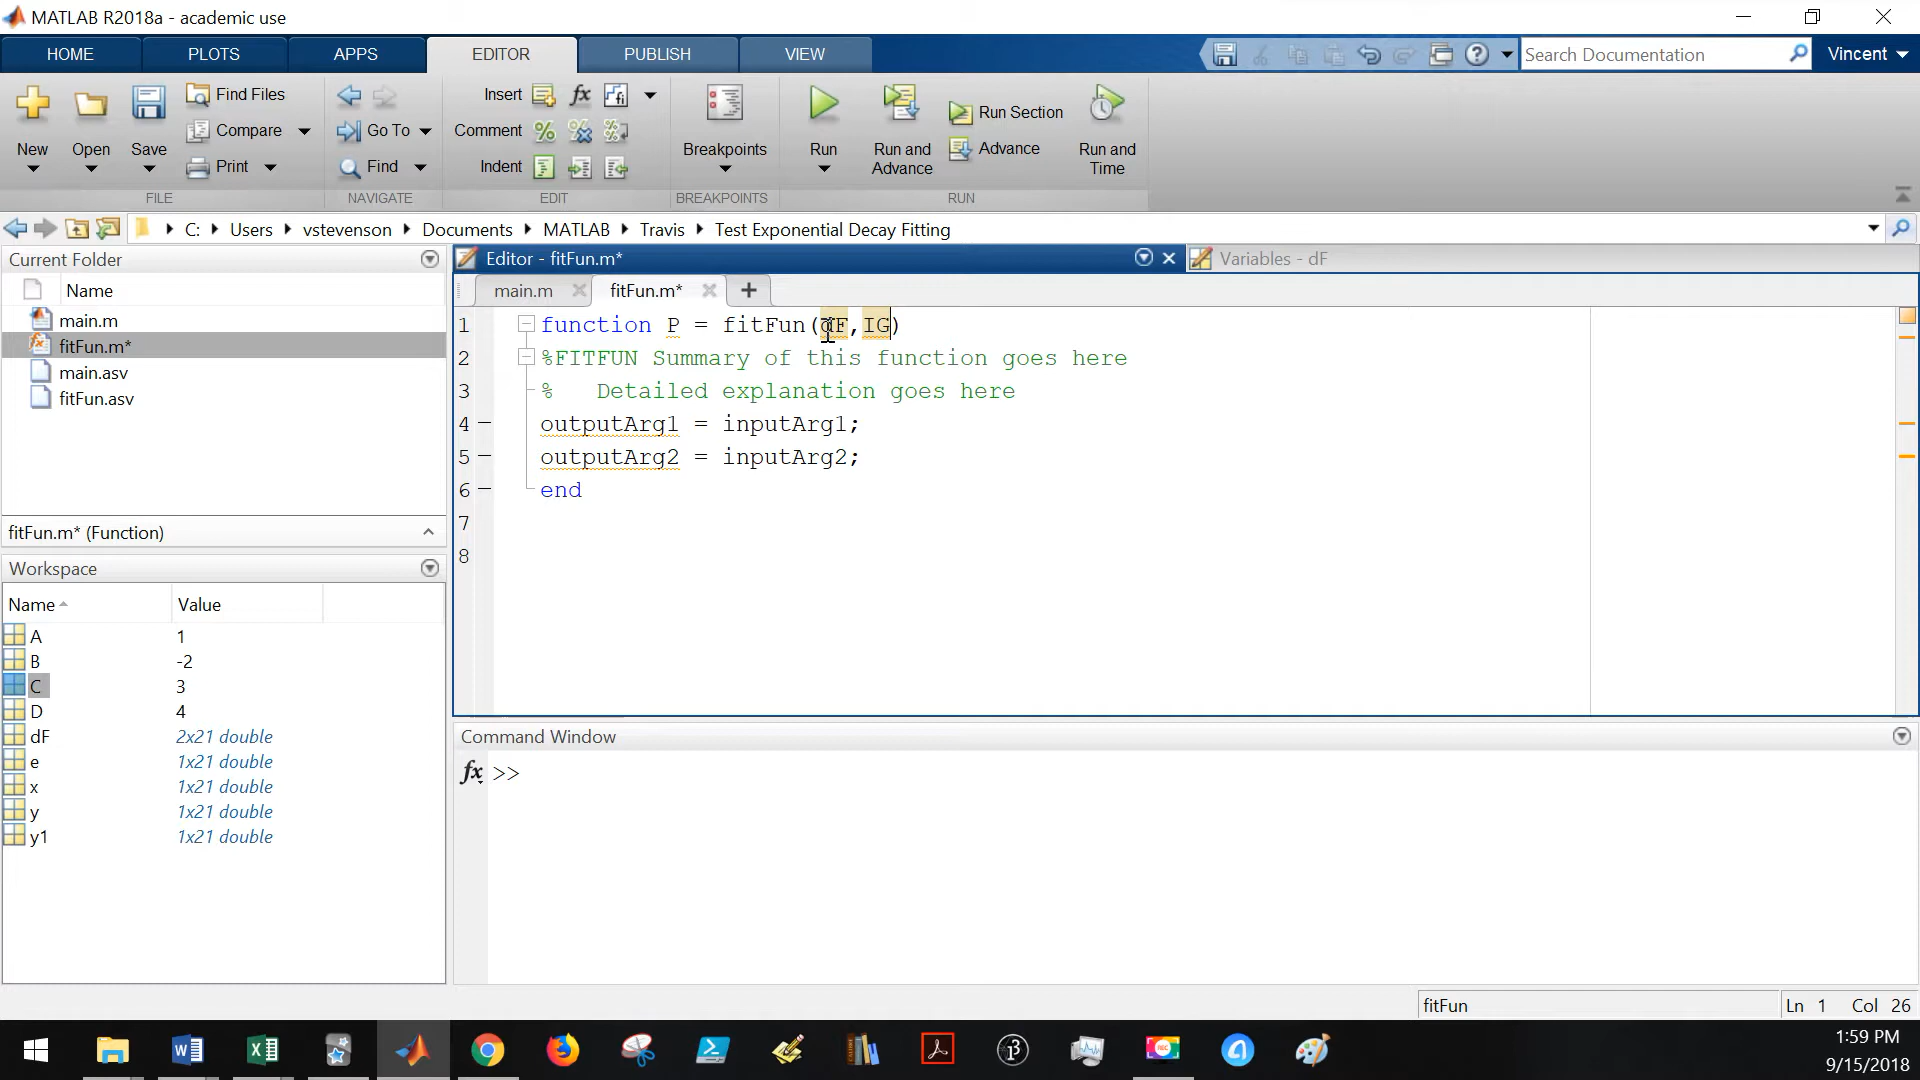 MATLAB R2018a - academic use
HOME PLOTS APPS EDITOR PUBLISH VIEW
Search Documentation
Vincent
New
Open
Save
Find Files
Compare
Print
FILE
Go To
Find
NAVIGATE
Insert fx
Comment
Indent
EDIT
Breakpoints
BREAKPOINTS
Run
Run and
Advance
Run Section
Advance
Run and
Time
RUN
C: Users vstevenson Documents MATLAB Travis Test Exponential Decay Fitting
Current Folder
Name
main.m
fitFun.m*
main.asv
fitFun.asv
fitFun.m* (Function)
Workspace
Name Value
A 1
B -2
C 3
D 4
dF 2x21 double
e 1x21 double
x 1x21 double
y 1x21 double
y1 1x21 double
Editor - fitFun.m*
Variables - dF
main.m fitFun.m*
1 function P = fitFun(dF,IG)
2 %FITFUN Summary of this function goes here
3 % Detailed explanation goes here
4 outputArg1 = inputArg1;
5 outputArg2 = inputArg2;
6 end
7
8
Command Window
fx >>
fitFun
Ln 1 Col 26
1:59 PM
9/15/2018